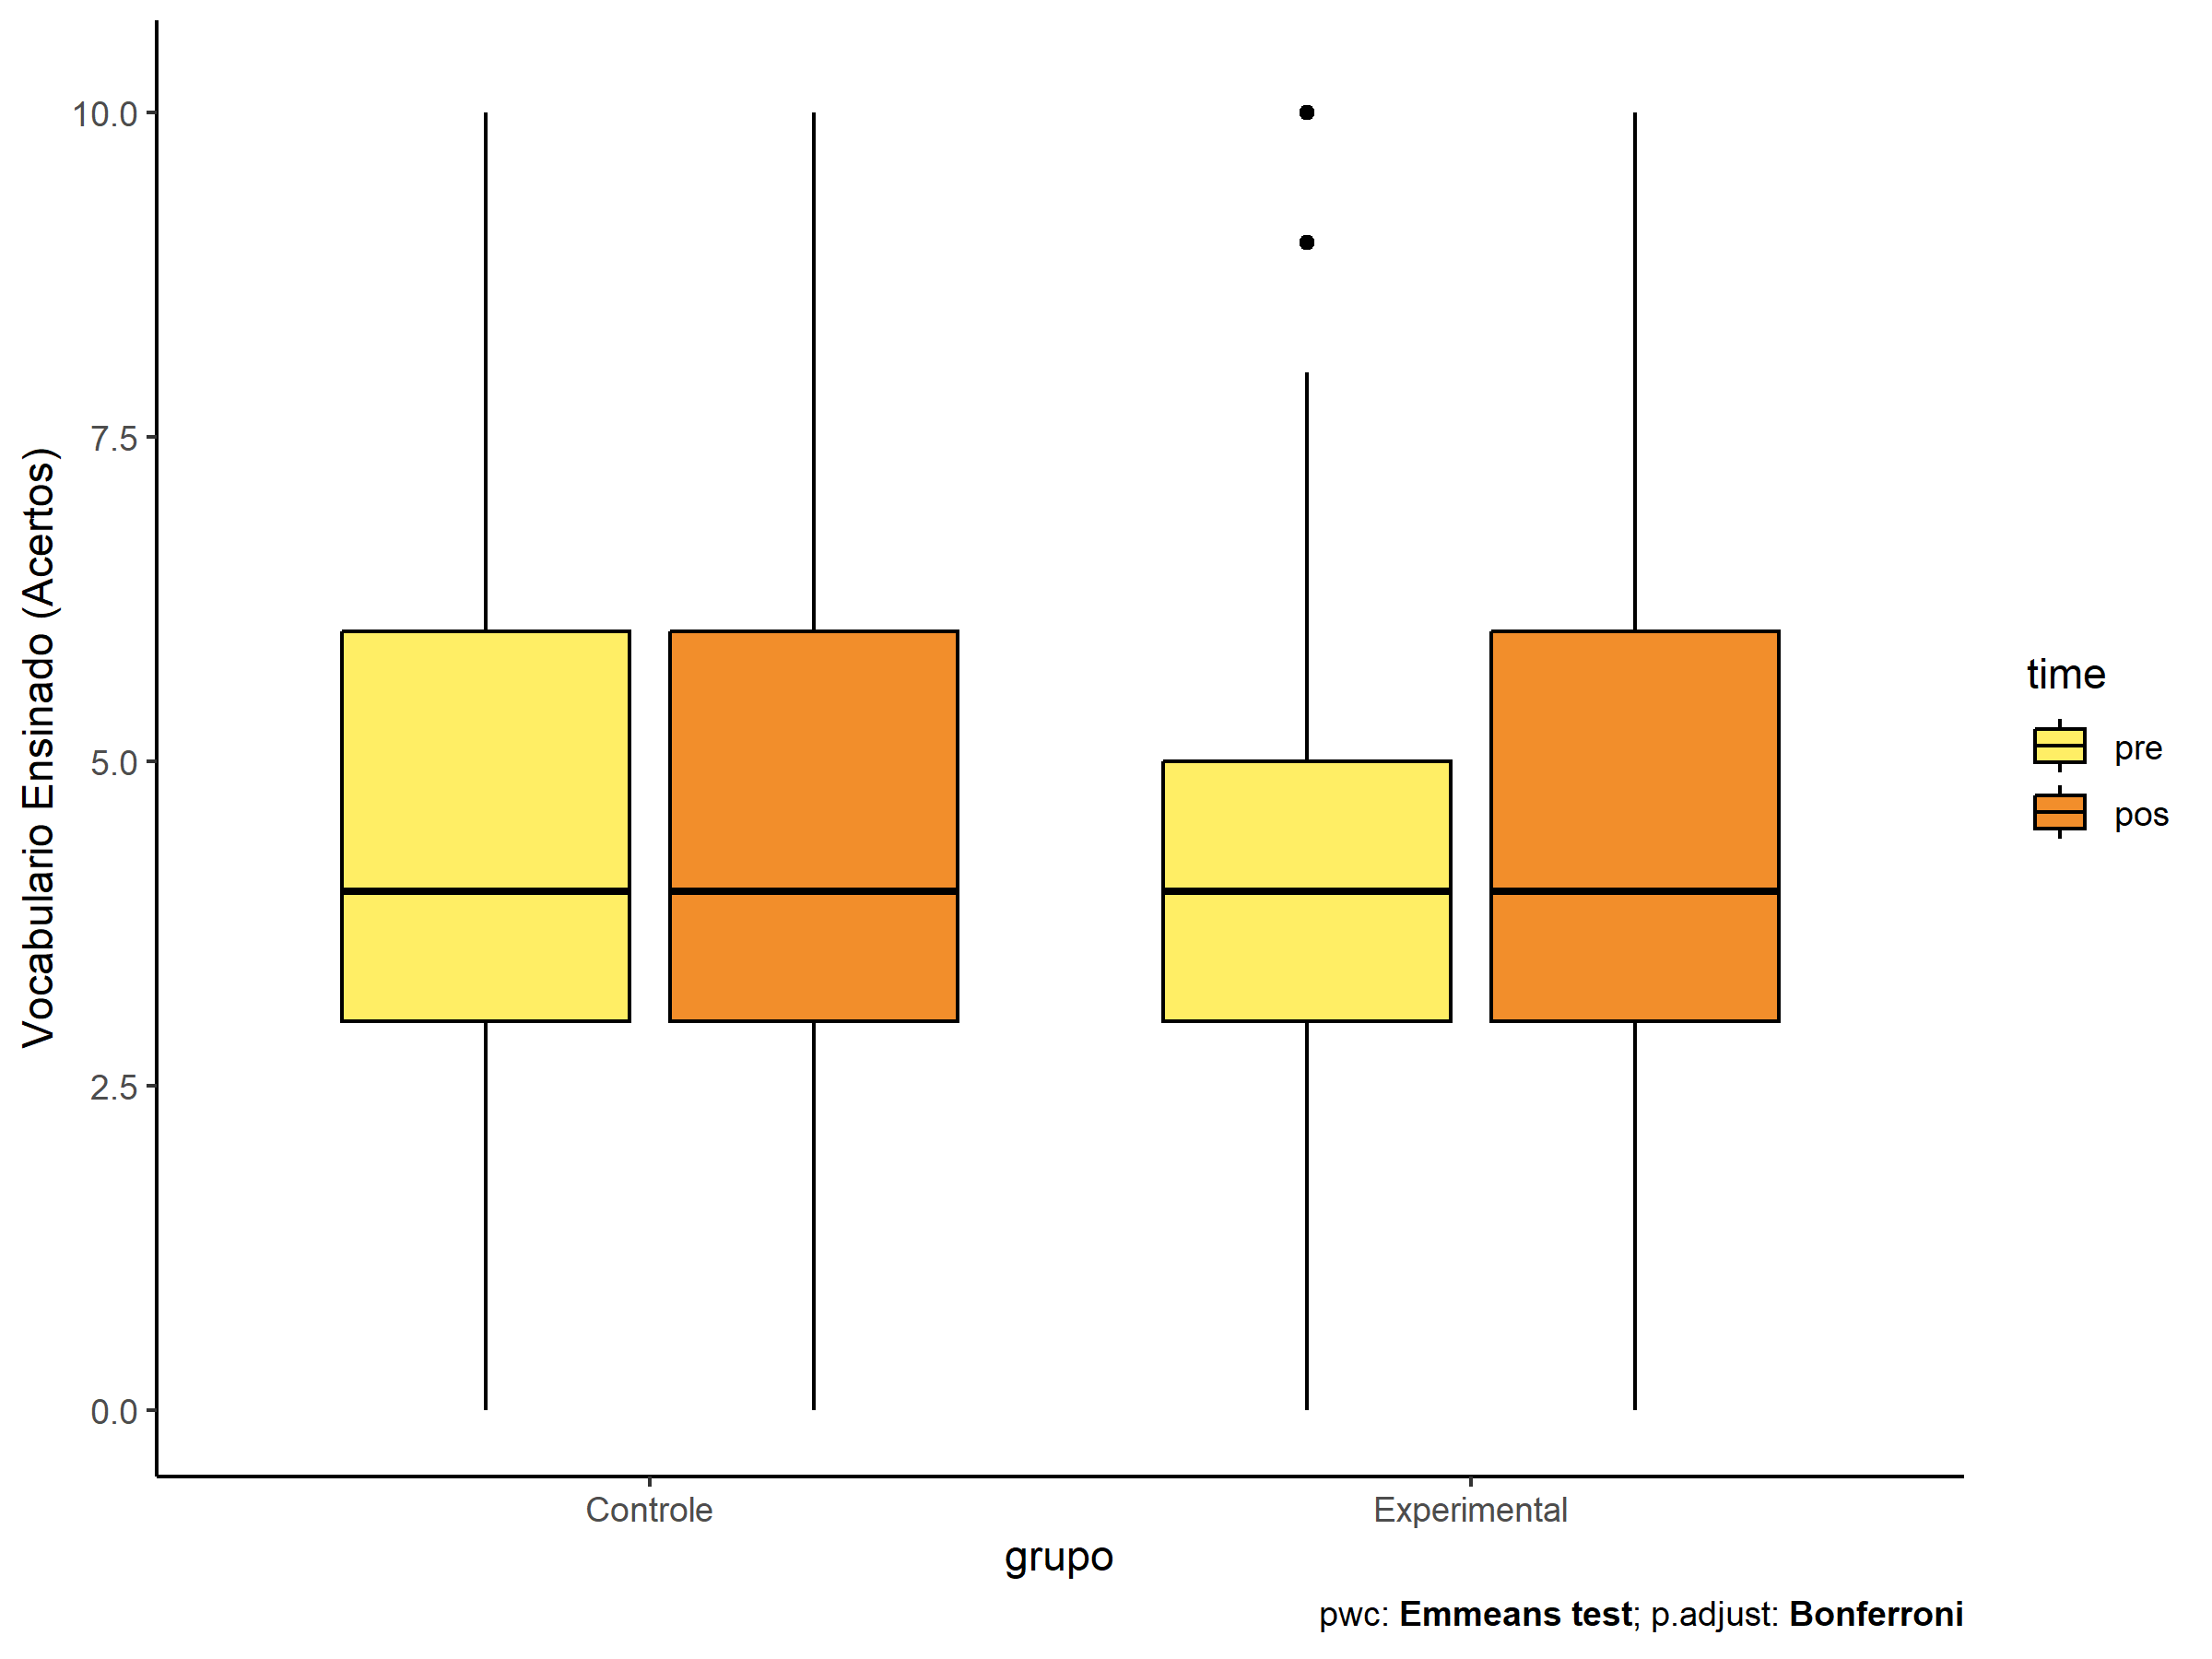 Vocabulario Ensinado (Acertos)
10.0
7.5
5.0
2.5
0.0
Controle
Experimental
grupo
time
pre
pos
pwc: Emmeans test; p.adjust: Bonferroni